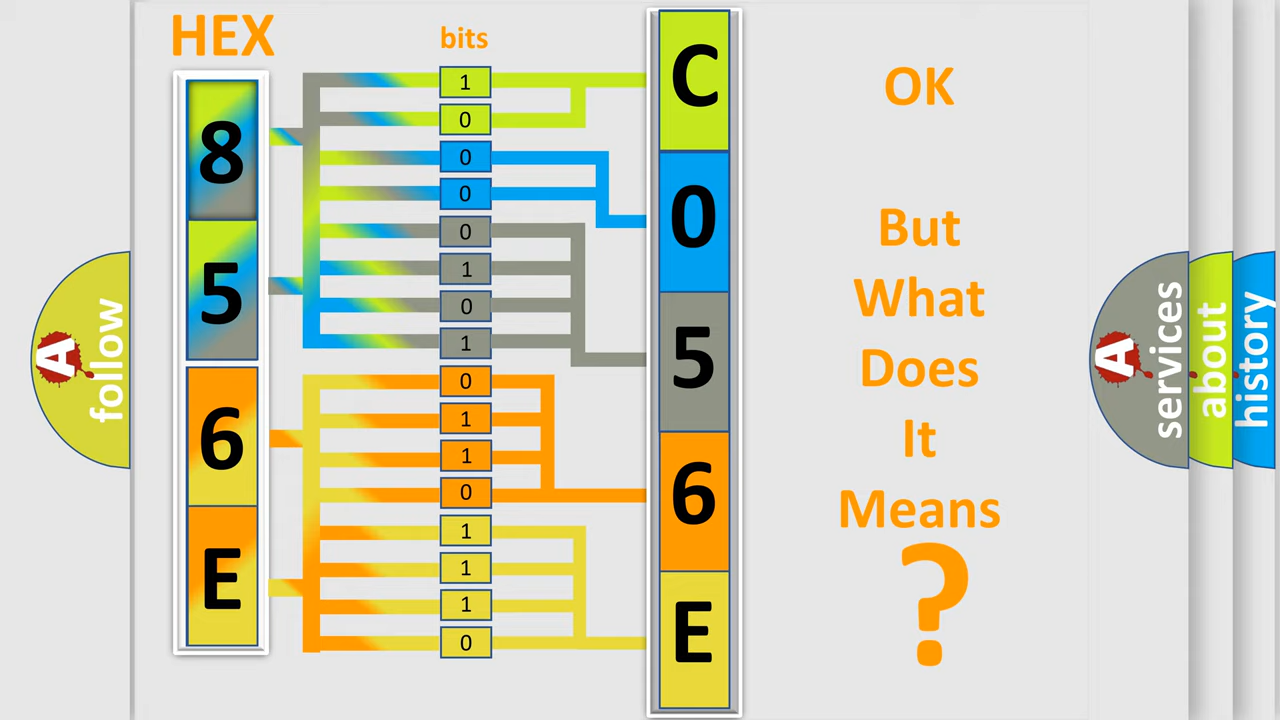 HEX
bits
8
5
6
E
1
0
0
0
0
1
0
1
0
1
1
0
1
1
1
0
C
0
5
6
E
OK
But
What
Does
It
Means
?
A
follow
A
services
about
history